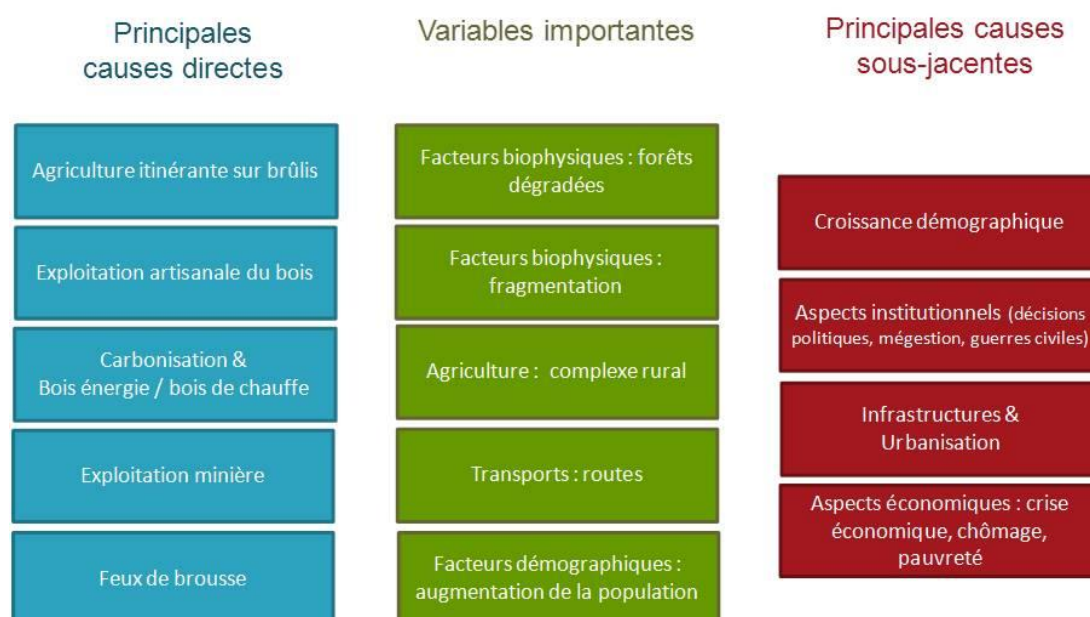 Principales
causes directes
Agriculture itinérante sur brûlis
Exploitation artisanale du bois
Carbonisation &
Bois énergie / bois de chauffe
Exploitation minière
Feux de brousse
Variables importantes
Facteurs biophysiques : forêts
dégradées
Facteurs biophysiques :
fragmentation
Agriculture : complexe rural
Transports : routes
Facteurs démographiques :
augmentation de la population
Principales causes
sous-jacentes
Croissance démographique
Aspects institutionnels (décisions
politiques, mégestion, guerres civiles)
Infrastructures &
Urbanisation
Aspects économiques : crise
économique, chômage,
pauvreté